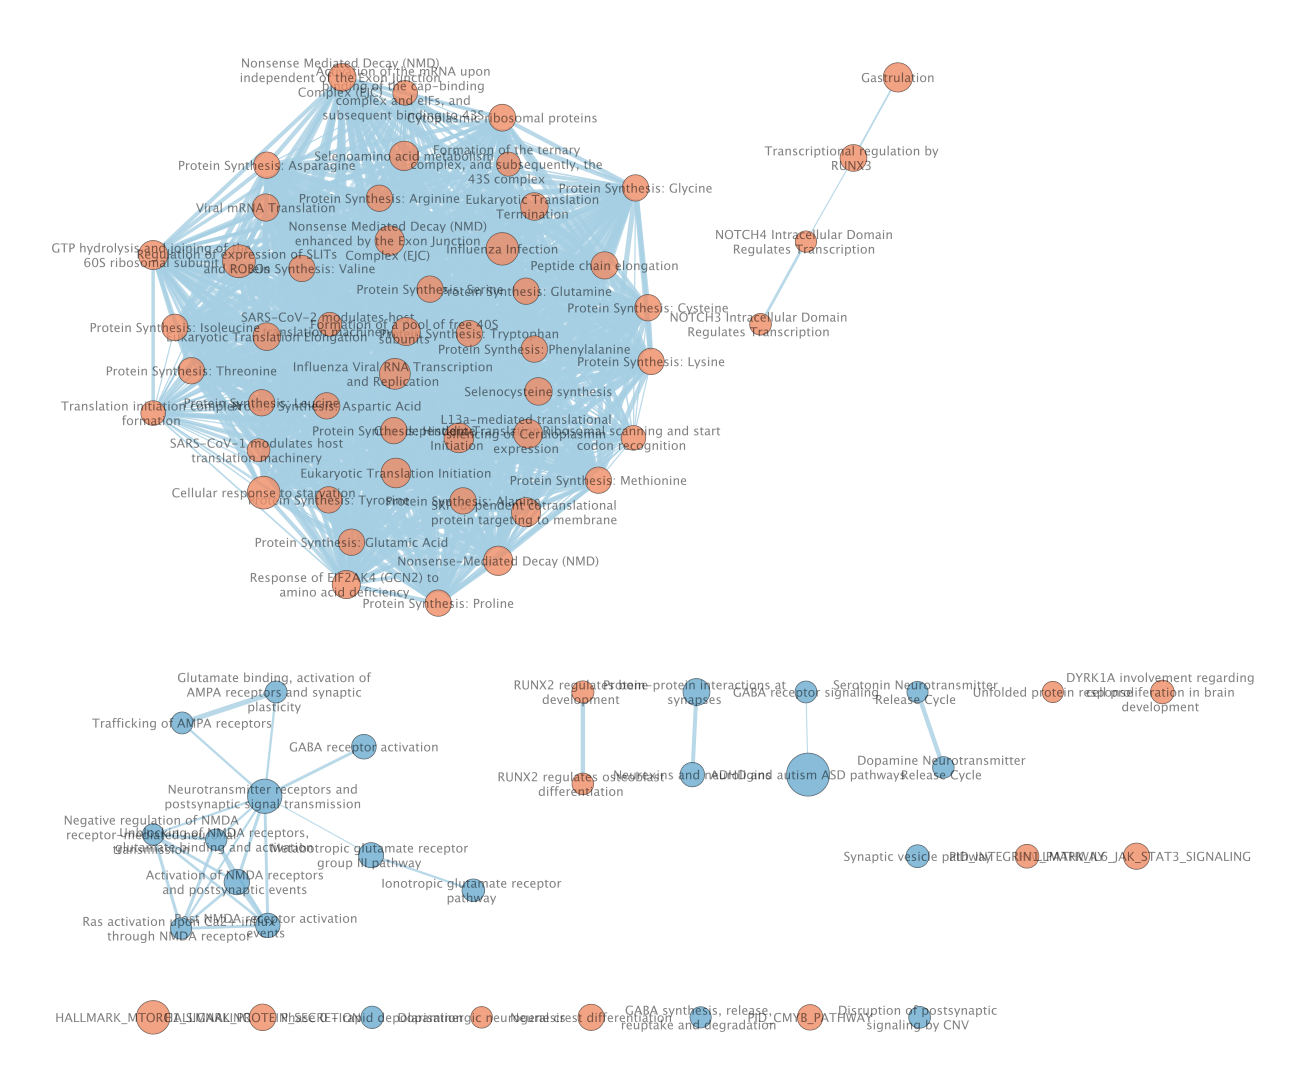 Nonsense Mediated Decay (NMD)
independent of the Exon Junction
Complex (EJC)
of the mRNA upon
of the cap-binding
complex and eIFs, and
subsequent binding to 43S
Cytoplasmic ribosomal proteins
Gastrulation
Protein Synthesis: Asparagine
Selenoamino acid metabolism
Formation of the ternary
complex, and subsequently, the
43S complex
Transcriptional regulation by
RUNX3
Protein Synthesis: Glycine
Viral mRNA Translation
Protein Synthesis: Arginine
Eukaryotic Translation
Termination
Nonsense Mediated Decay (NMD)
enhanced by the Exon Junction
Complex (EJC)
Influenza Infection
NOTCH4 Intracellular Domain
Regulates Transcription
GTP hydrolysis and joining of the
60S ribosomal subunit
Regulation of expression of SLITs
and ROBOs
Synthesis: Valine
Peptide chain elongation
Protein Synthesis: Serine
Protein Synthesis: Glutamine
Protein Synthesis: Cysteine
NOTCH3 Intracellular Domain
Regulates Transcription
Protein Synthesis: Isoleucine
Eukaryotic Translation Elongation
SARS-CoV-2 modulates host
translation machinery
Formation of a pool of free 40S
subunits
Synthesis: Tryptophan
Protein Synthesis: Phenylalanine
Protein Synthesis: Lysine
Protein Synthesis: Threonine
Influenza Viral RNA Transcription
and Replication
Selenocysteine synthesis
Translation initiation complex
formation
Protein Synthesis: Leucine
Synthesis: Aspartic Acid
Protein Synthesis: Histidine
Initiation
L13a-mediated translational
silencing of Ceruloplasmin
expression
Ribosomal scanning and start
codon recognition
SARS-CoV-1 modulates host
translation machinery
Eukaryotic Translation Initiation
Protein Synthesis: Methionine
Cellular response to starvation
Protein Synthesis: Tyrosine
Protein Synthesis: Alanine
SRP-dependent cotranslational
protein targeting to membrane
Protein Synthesis: Glutamic Acid
Nonsense-Mediated Decay (NMD)
Response of EIF2AK4 (GCN2) to
amino acid deficiency
Protein Synthesis: Proline
Glutamate binding, activation of
AMPA receptors and synaptic
plasticity
Trafficking of AMPA receptors
GABA receptor activation
Neurotransmitter receptors and
postsynaptic signal transmission
Negative regulation of NMDA
receptor-mediated neuronal
transmission
Unblocking of NMDA receptors,
glutamate binding and activation
Metabotropic glutamate receptor
group III pathway
Activation of NMDA receptors
and postsynaptic events
Ionotropic glutamate receptor
pathway
Ras activation upon Ca2+ influx
through NMDA receptor
Post NMDA receptor activation
events
RUNX2 regulates bone
development
Protein-protein interactions at
synapses
GABA receptor signaling
Serotonin Neurotransmitter
Release Cycle
Unfolded protein response
DYRK1A involvement regarding
cell proliferation in brain
development
RUNX2 regulates osteoblast
differentiation
Neurexins and neuroligins
ADHD and autism ASD pathways
Dopamine Neurotransmitter
Release Cycle
Synaptic vesicle pathway
PID_INTEGRIN1_PATHWAY
HALLMARK_IL6_JAK_STAT3_SIGNALING
HALLMARK_MTORC1_SIGNALING
HALLMARK_PROTEIN_SECRETION
Phase 0 - rapid depolarisation
Dopaminergic neurogenesis
Neural crest differentiation
GABA synthesis, release,
reuptake and degradation
PID_CMYB_PATHWAY
Disruption of postsynaptic
signaling by CNV